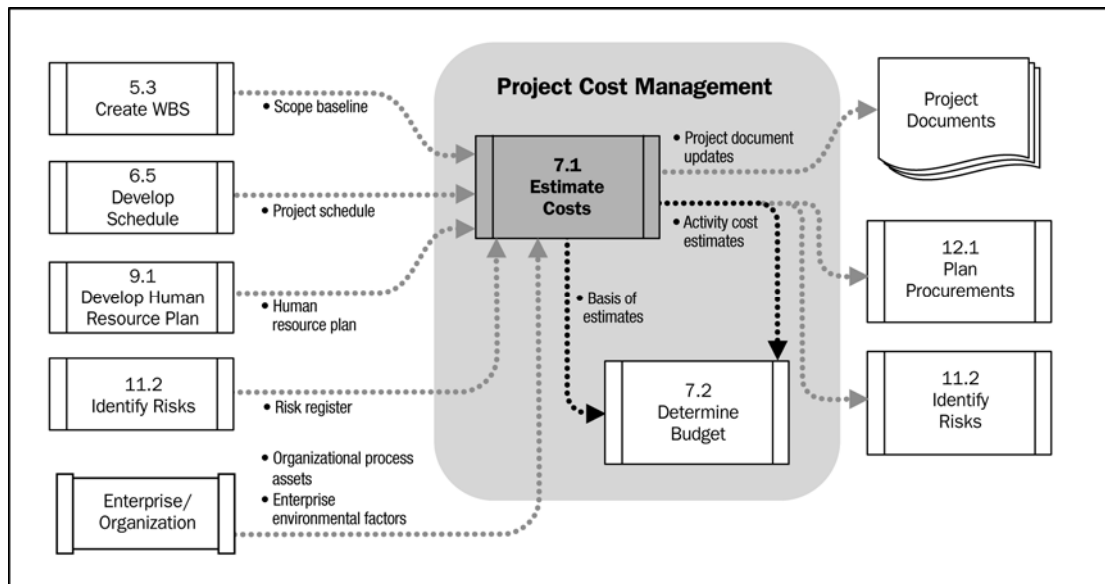 Project Cost Management
5.3
Create WBS
• Scope baseline
6.5
Develop
Schedule
• Project schedule
9.1
Develop Human
Resource Plan
• Human
resource plan
11.2
Identify Risks
• Risk register
Enterprise/
Organization
• Organizational process
assets
• Enterprise
environmental factors
7.1
Estimate
Costs
• Project document
updates
• Activity cost
estimates
• Basis of
estimates
7.2
Determine
Budget
Project
Documents
12.1
Plan
Procurements
11.2
Identify
Risks